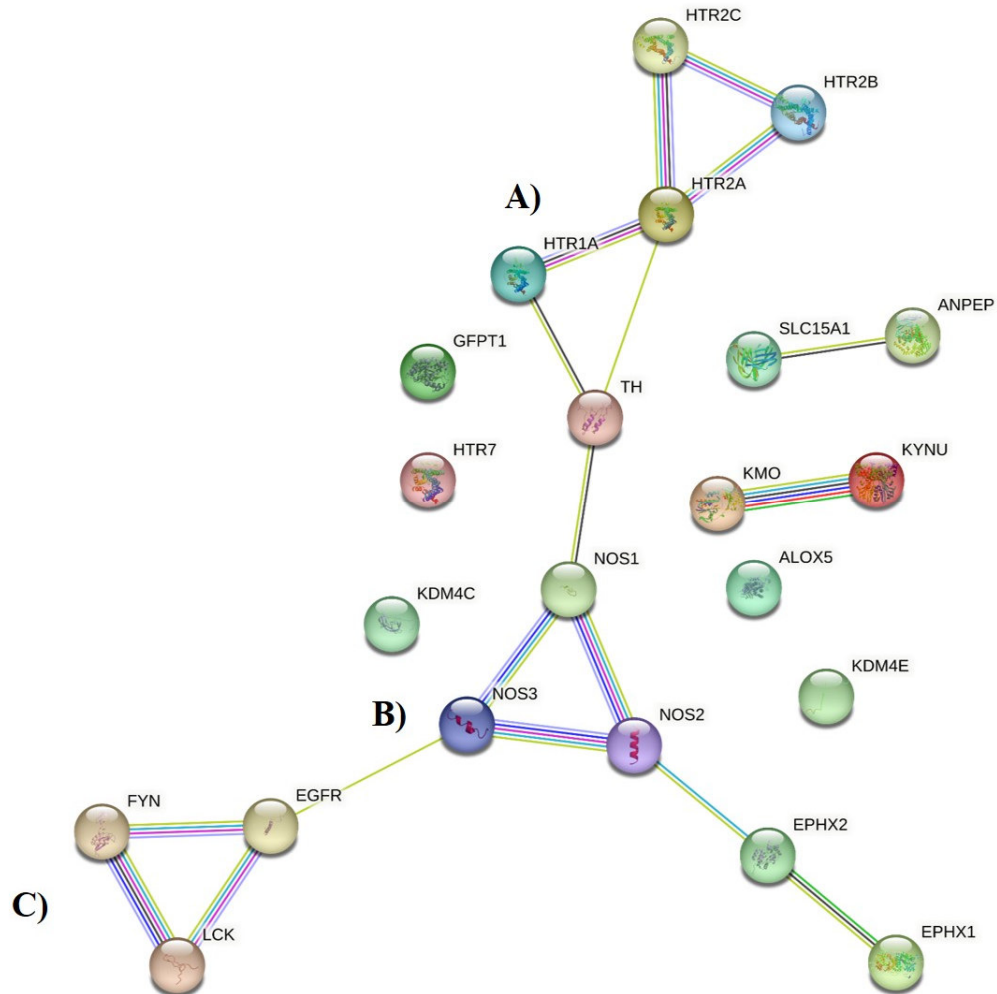 HTR2C
HTR2B
HTR2A
A)
HTR1A
ANPEP
SLC15A1
GFPT1
TH
HTR7
KYNU
KMO
NOS1
ALOX5
KDM4C
KDM4E
NOS3
B)
NOS2
FYN
EGFR
EPHX2
C)
LCK
EPHX1